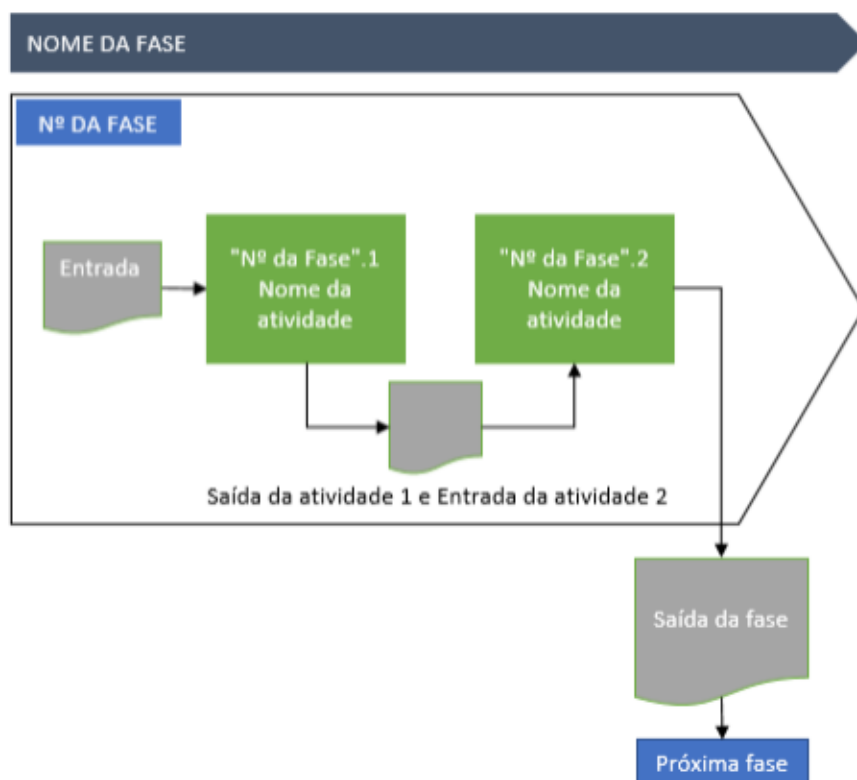 NOME DA FASE
Nº DA FASE
Entrada
"Nº da Fase".1
Nome da
atividade
"Nº da Fase".2
Nome da
atividade
Saída da atividade 1 e Entrada da atividade 2
Saída da fase
Próxima fase